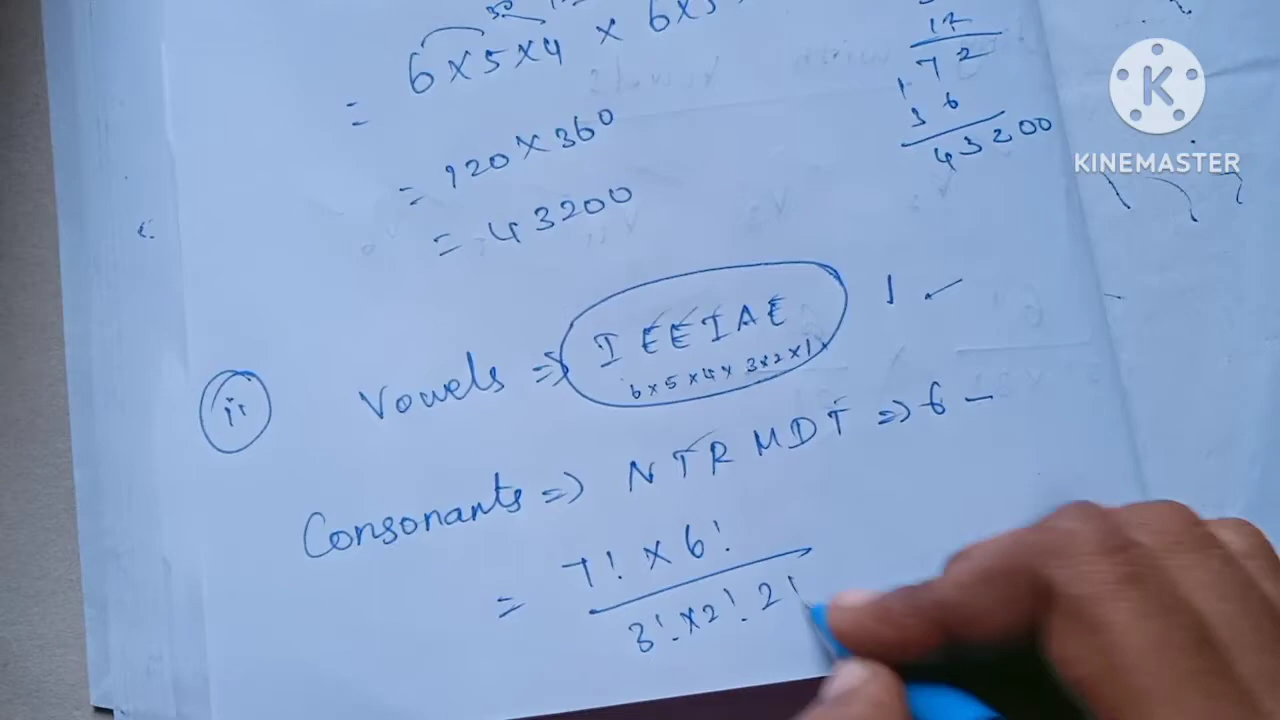 = 6×5×4 × 6×5
= 120×360
= 43200
12
72
36
43200
KINEMASTER
ii Vowels => IEEIAE 1
6×5×4×3×2×1
Consonants => NTRMDT => 6 –
= 7! × 6!
3!×2!.2!